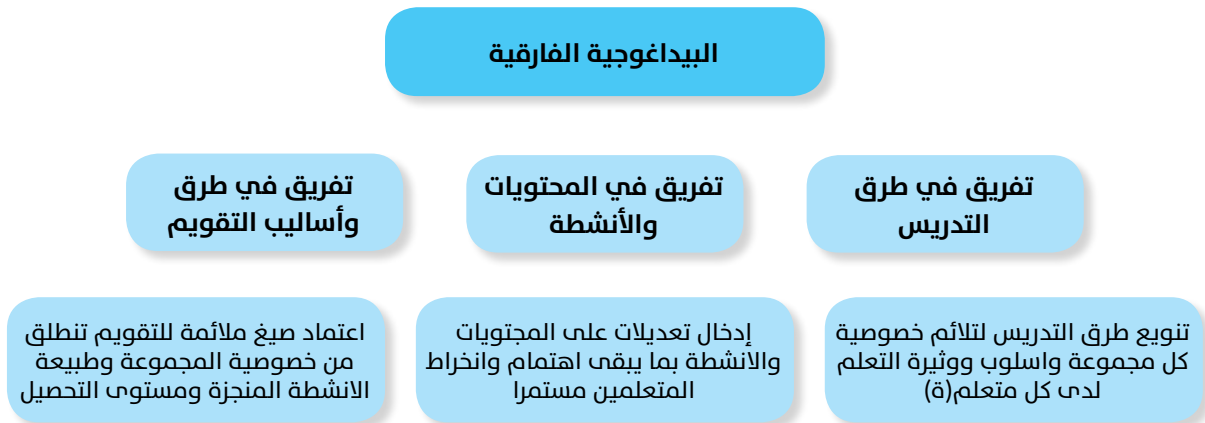 البيداغوجية الفارقية
تفريق في طرق
التدريس
تفريق في المحتويات
والأنشطة
تفريق في طرق
وأساليب التقويم
تنويع طرق التدريس لتلائم خصوصية
كل مجموعة واسلوب ووثيرة التعلم
لدى كل متعلم(ة)
إدخال تعديلات على المجتويات
والانشطة بما يبقى اهتمام وانخراط
المتعلمين مستمرا
اعتماد صيغ ملائمة للتقويم تنطلق
من خصوصية المجموعة وطبيعة
الانشطة المنجزة ومستوى التحصيل